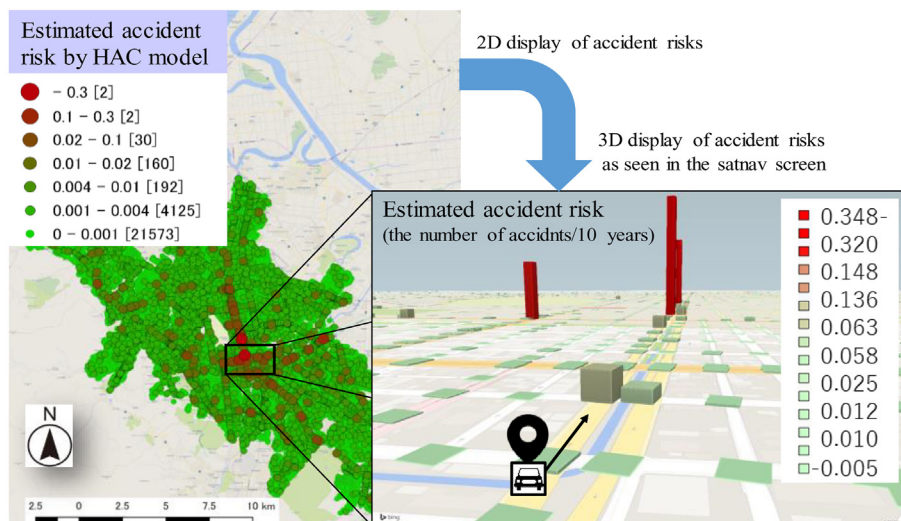 Estimated accident
risk by HAC model
- 0.3 [2]
0.1 - 0.3 [2]
0.02 - 0.1 [30]
0.01 - 0.02 [160]
0.004 - 0.01 [192]
0.001 - 0.004 [4125]
0 - 0.001 [21573]
2D display of accident risks
3D display of accident risks
as seen in the satnav screen
Estimated accident risk
(the number of accidnts/10 years)
0.348-
0.320
0.148
0.136
0.063
0.058
0.025
0.012
0.010
-0.005
N
2.5 0 2.5 5 7.5 10 km
bing